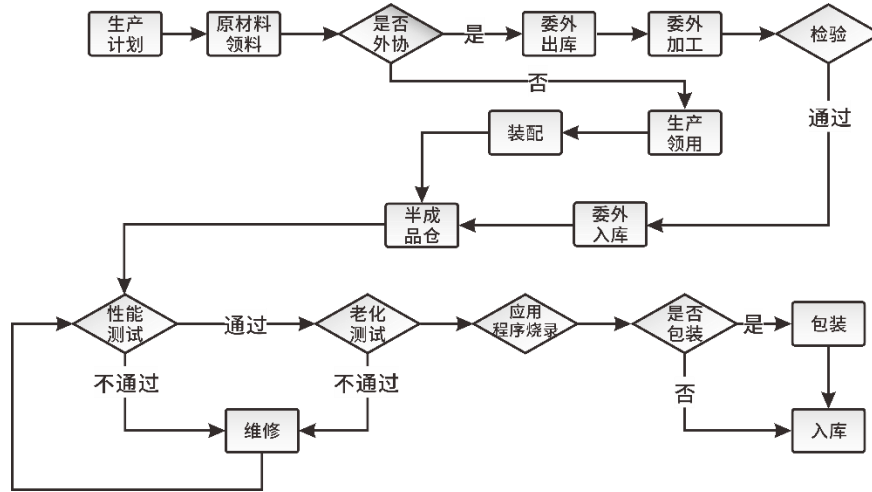 生产
计划
原材料
领料
是否
外协
是
委外
出库
委外
加工
检验
否
通过
装配
生产
领用
半成
品仓
委外
入库
性能
测试
通过
老化
测试
应用
程序烧录
是否
包装
是
包装
不通过
不通过
否
维修
入库